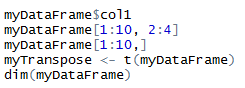 myDataFrame$col1
myDataFrame[1:10, 2:4]
myDataFrame[1:10,]
myTranspose <- t(myDataFrame)
dim(myDataFrame)